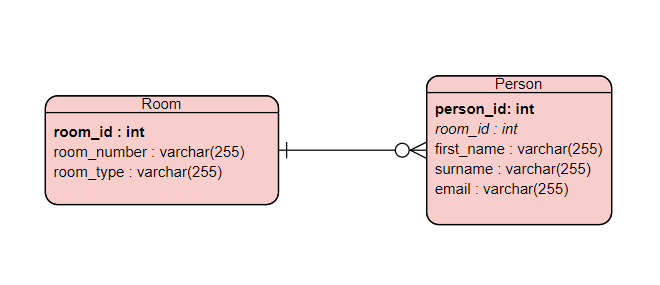 Room
room_id : int
room_number : varchar(255)
room_type : varchar(255)
Person
person_id: int
room_id : int
first_name : varchar(255)
surname : varchar(255)
email : varchar(255)